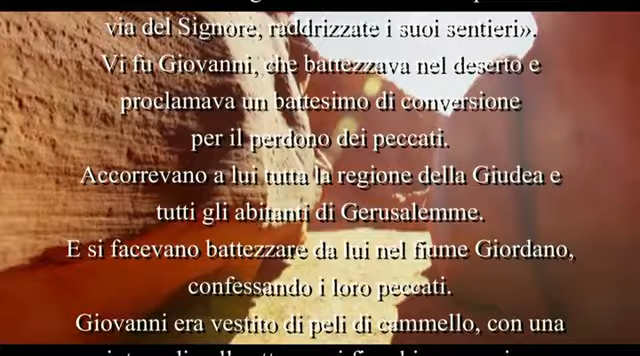 via del Signore, raddrizzate i suoi sentieri».
Vi fu Giovanni, che battezzava nel deserto e
proclamava un battesimo di conversione
per il perdono dei peccati.
Accorrevano a lui tutta la regione della Giudea e
tutti gli abitanti di Gerusalemme.
E si facevano battezzare da lui nel fiume Giordano,
confessando i loro peccati.
Giovanni era vestito di peli di cammello, con una